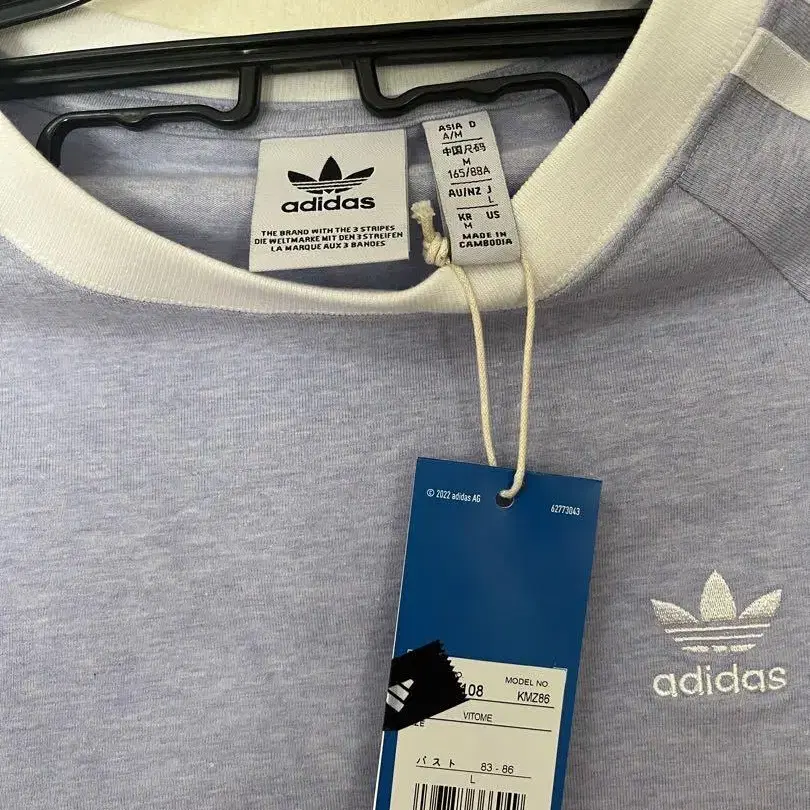 adidas
THE BRAND WITH THE 3 STRIPES
DIE WELTMARKE MIT DEN 3 STREIFEN
LA MARQUE AUX 3 BANDES
ASIA D
A/M
中国尺码
M
165/88A
AU/NZ J
L
KR US
M
MADE IN
CAMBODIA
© 2022 adidas AG
62773043
MODEL NO
108 KMZ86
VITOME
バスト 83 - 86
L
adidas